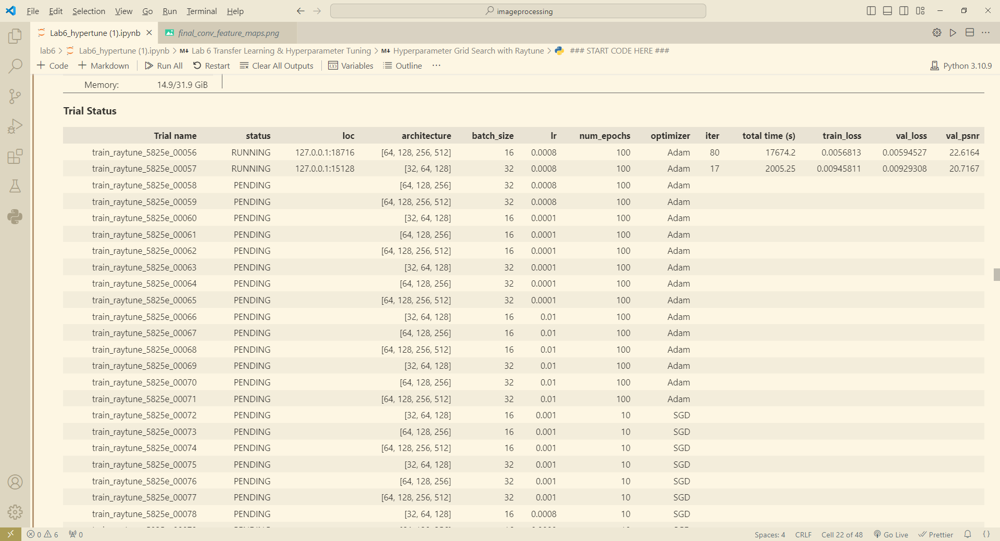 File Edit Selection View Go Run Terminal Help imageprocessing
Lab6_hypertune (1).ipynb final_conv_feature_maps.png
lab6 > Lab6_hypertune (1).ipynb > M↓ Lab 6 Transfer Learning & Hyperparameter Tuning > M↓ Hyperparameter Grid Search with Raytune > ### START CODE HERE ###
Code Markdown Run All Restart Clear All Outputs Variables Outline ... Python 3.10.9
Memory: 14.9/31.9 GiB
Trial Status
Trial name status loc architecture batch_size lr num_epochs optimizer iter total time (s) train_loss val_loss val_psnr
train_raytune_5825e_00056 RUNNING 127.0.0.1:18716 [64, 128, 256, 512] 16 0.0008 100 Adam 80 17674.2 0.0056813 0.00594527 22.6164
train_raytune_5825e_00057 RUNNING 127.0.0.1:15128 [32, 64, 128] 32 0.0008 100 Adam 17 2005.25 0.00945811 0.00929308 20.7167
train_raytune_5825e_00058 PENDING [64, 128, 256] 32 0.0008 100 Adam
train_raytune_5825e_00059 PENDING [64, 128, 256, 512] 32 0.0008 100 Adam
train_raytune_5825e_00060 PENDING [32, 64, 128] 16 0.0001 100 Adam
train_raytune_5825e_00061 PENDING [64, 128, 256] 16 0.0001 100 Adam
train_raytune_5825e_00062 PENDING [64, 128, 256, 512] 16 0.0001 100 Adam
train_raytune_5825e_00063 PENDING [32, 64, 128] 32 0.0001 100 Adam
train_raytune_5825e_00064 PENDING [64, 128, 256] 32 0.0001 100 Adam
train_raytune_5825e_00065 PENDING [64, 128, 256, 512] 32 0.0001 100 Adam
train_raytune_5825e_00066 PENDING [32, 64, 128] 16 0.01 100 Adam
train_raytune_5825e_00067 PENDING [64, 128, 256] 16 0.01 100 Adam
train_raytune_5825e_00068 PENDING [64, 128, 256, 512] 16 0.01 100 Adam
train_raytune_5825e_00069 PENDING [32, 64, 128] 32 0.01 100 Adam
train_raytune_5825e_00070 PENDING [64, 128, 256] 32 0.01 100 Adam
train_raytune_5825e_00071 PENDING [64, 128, 256, 512] 32 0.01 100 Adam
train_raytune_5825e_00072 PENDING [32, 64, 128] 16 0.001 10 SGD
train_raytune_5825e_00073 PENDING [64, 128, 256] 16 0.001 10 SGD
train_raytune_5825e_00074 PENDING [64, 128, 256, 512] 16 0.001 10 SGD
train_raytune_5825e_00075 PENDING [32, 64, 128] 32 0.001 10 SGD
train_raytune_5825e_00076 PENDING [64, 128, 256] 32 0.001 10 SGD
train_raytune_5825e_00077 PENDING [64, 128, 256, 512] 32 0.001 10 SGD
train_raytune_5825e_00078 PENDING [32, 64, 128] 16 0.0008 10 SGD
0 6 0 Spaces: 4 CRLF Cell 22 of 48 Go Live Prettier